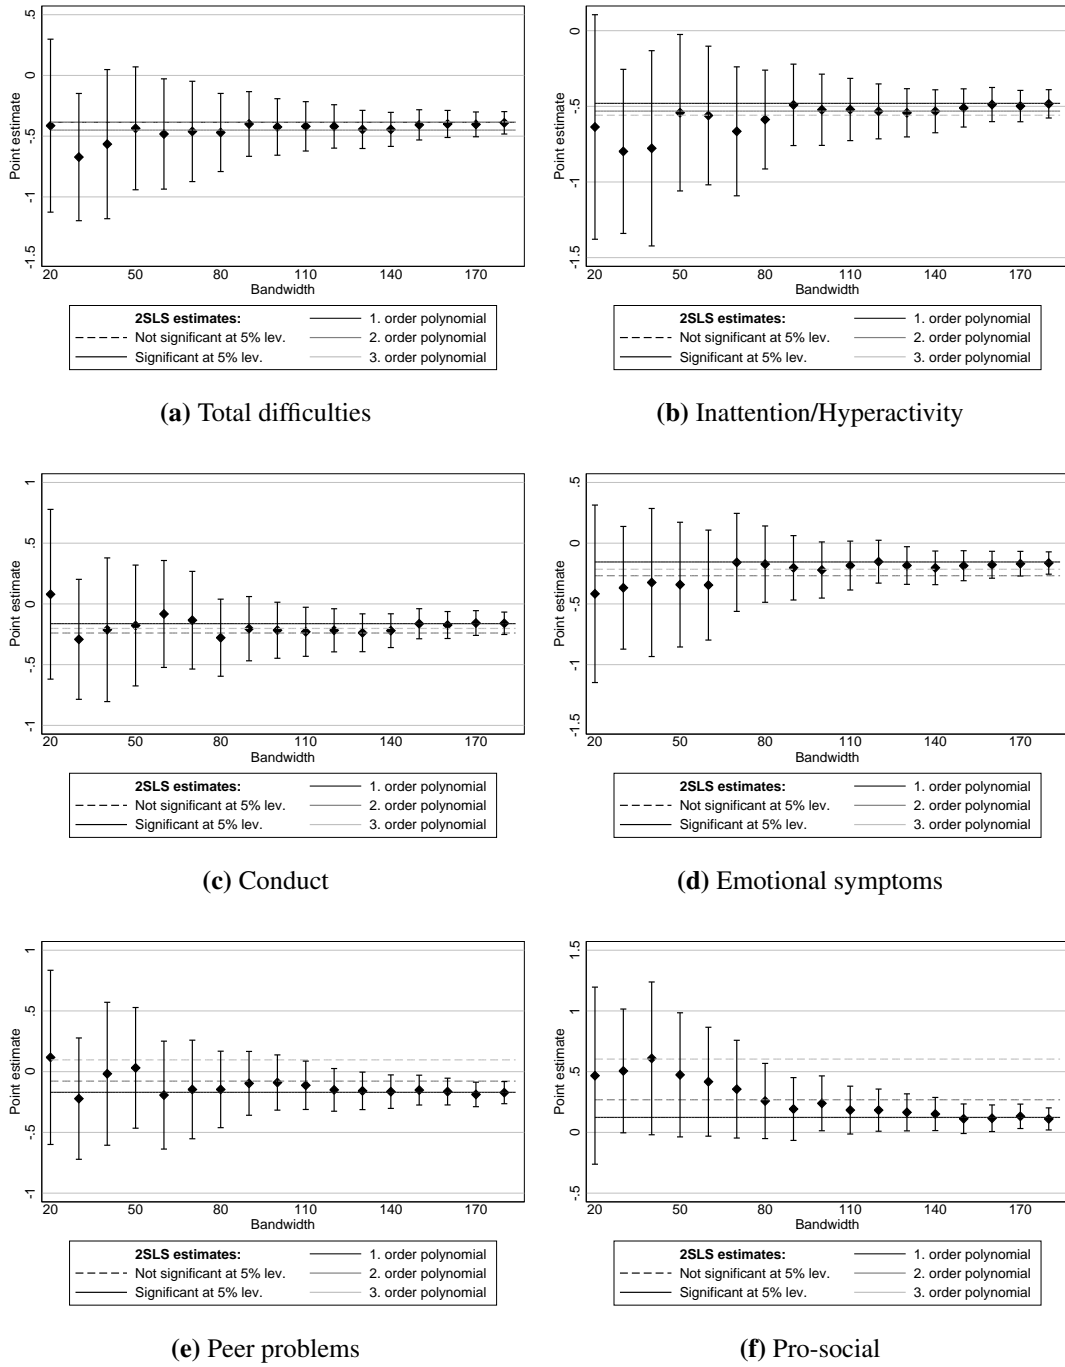 .5
0
-.5
-1
-1.5
Point estimate
20 50 80 110 140 170
Bandwidth
2SLS estimates:
Not significant at 5% lev.
Significant at 5% lev.
1. order polynomial
2. order polynomial
3. order polynomial
(a) Total difficulties
0
-.5
-1
-1.5
Point estimate
20 50 80 110 140 170
Bandwidth
2SLS estimates:
Not significant at 5% lev.
Significant at 5% lev.
1. order polynomial
2. order polynomial
3. order polynomial
(b) Inattention/Hyperactivity
1
.5
0
-.5
-1
Point estimate
20 50 80 110 140 170
Bandwidth
2SLS estimates:
Not significant at 5% lev.
Significant at 5% lev.
1. order polynomial
2. order polynomial
3. order polynomial
(c) Conduct
.5
0
-.5
-1
-1.5
Point estimate
20 50 80 110 140 170
Bandwidth
2SLS estimates:
Not significant at 5% lev.
Significant at 5% lev.
1. order polynomial
2. order polynomial
3. order polynomial
(d) Emotional symptoms
1
.5
0
-.5
-1
Point estimate
20 50 80 110 140 170
Bandwidth
2SLS estimates:
Not significant at 5% lev.
Significant at 5% lev.
1. order polynomial
2. order polynomial
3. order polynomial
(e) Peer problems
1.5
1
.5
0
-.5
Point estimate
20 50 80 110 140 170
Bandwidth
2SLS estimates:
Not significant at 5% lev.
Significant at 5% lev.
1. order polynomial
2. order polynomial
3. order polynomial
(f) Pro-social